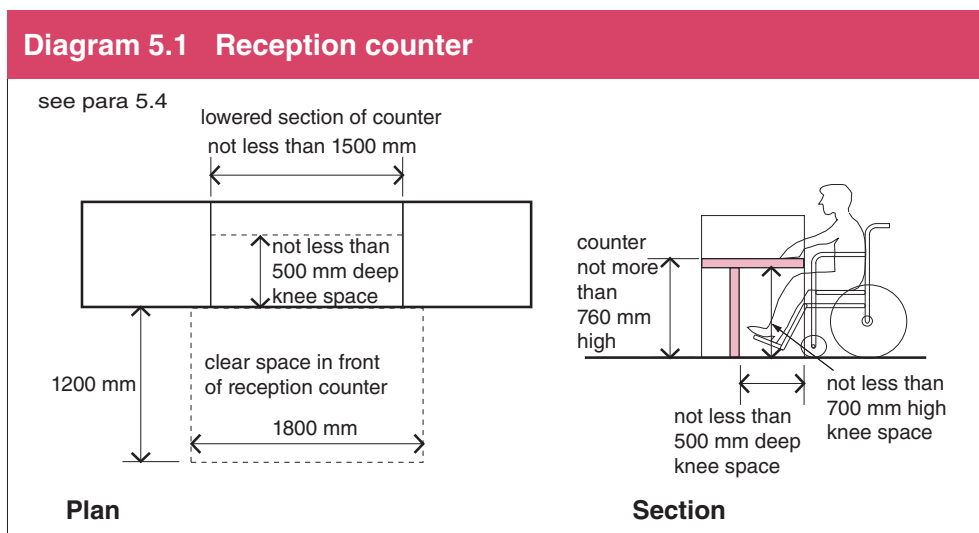 Diagram 5.1 Reception counter
see para 5.4
lowered section of counter
not less than 1500 mm
not less than
500 mm deep
knee space
1200 mm
clear space in front
of reception counter
1800 mm
Plan
counter
not more
than
760 mm
high
not less than
700 mm high
knee space
not less than
500 mm deep
knee space
Section